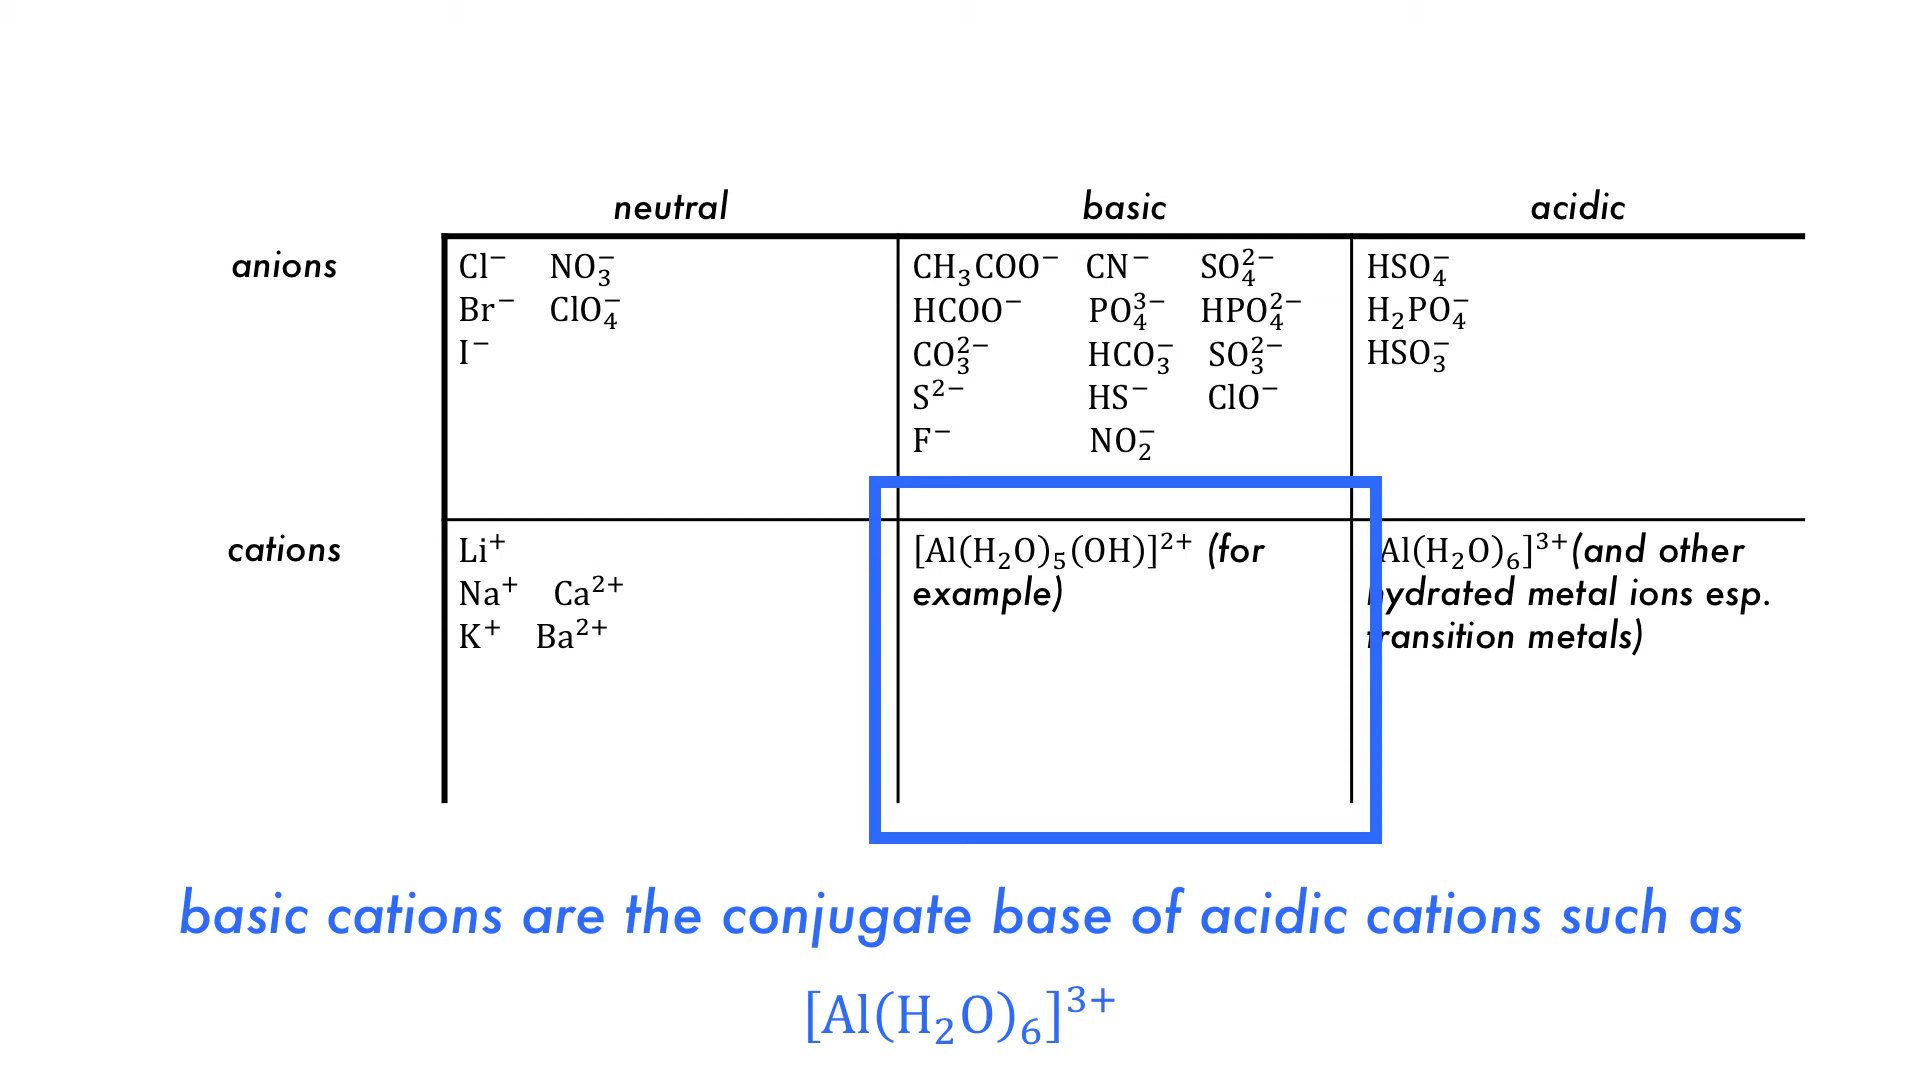 neutral basic acidic
anions Cl⁻ NO₃⁻ CH₃COO⁻ CN⁻ SO₄²⁻ HSO₄⁻
Br⁻ ClO₄⁻ HCOO⁻ PO₄³⁻ HPO₄²⁻ H₂PO₄⁻
I⁻ CO₃²⁻ HCO₃⁻ SO₃²⁻ HSO₃⁻
S²⁻ HS⁻ ClO⁻
F⁻ NO₂⁻
cations Li⁺ [Al(H₂O)₅(OH)]²⁺ (for Al(H₂O)₆]³⁺(and other
Na⁺ Ca²⁺ example) hydrated metal ions esp.
K⁺ Ba²⁺ transition metals)
basic cations are the conjugate base of acidic cations such as
[Al(H₂O)₆]³⁺